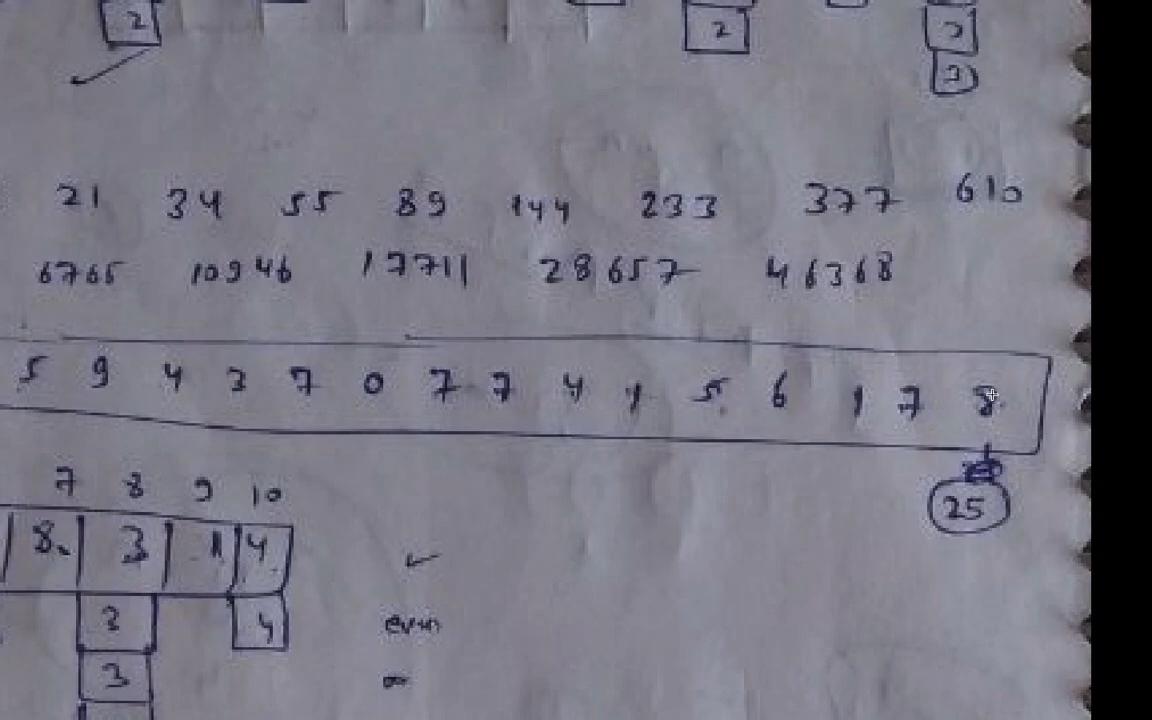 2 2 2
2
21 34 55 89 144 233 377 610
6765 10946 17711 28657 46368
5 9 4 3 7 0 7 7 4 1 5 6 1 7 8
25
7 8 9 10
8 3 1 4
3 4 even
3